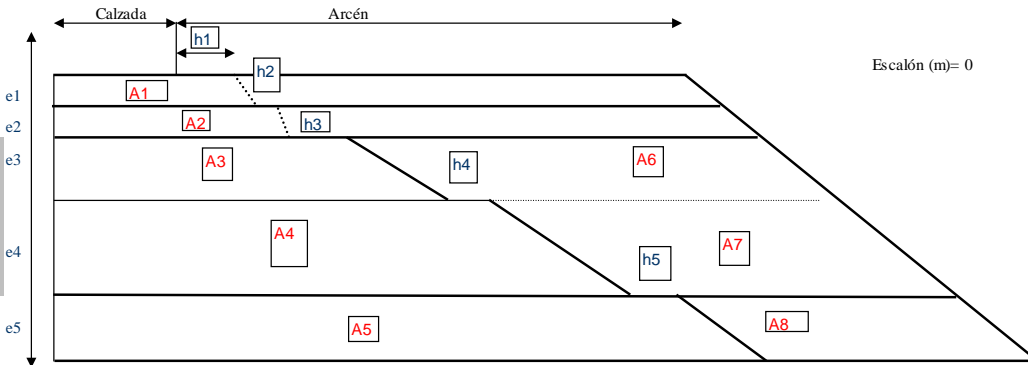 Calzada Arcén
h1
h2
Escalón (m)= 0
e1
A1
e2
A2
h3
e3
A3
h4
A6
e4
A4
A7
h5
e5
A5
A8